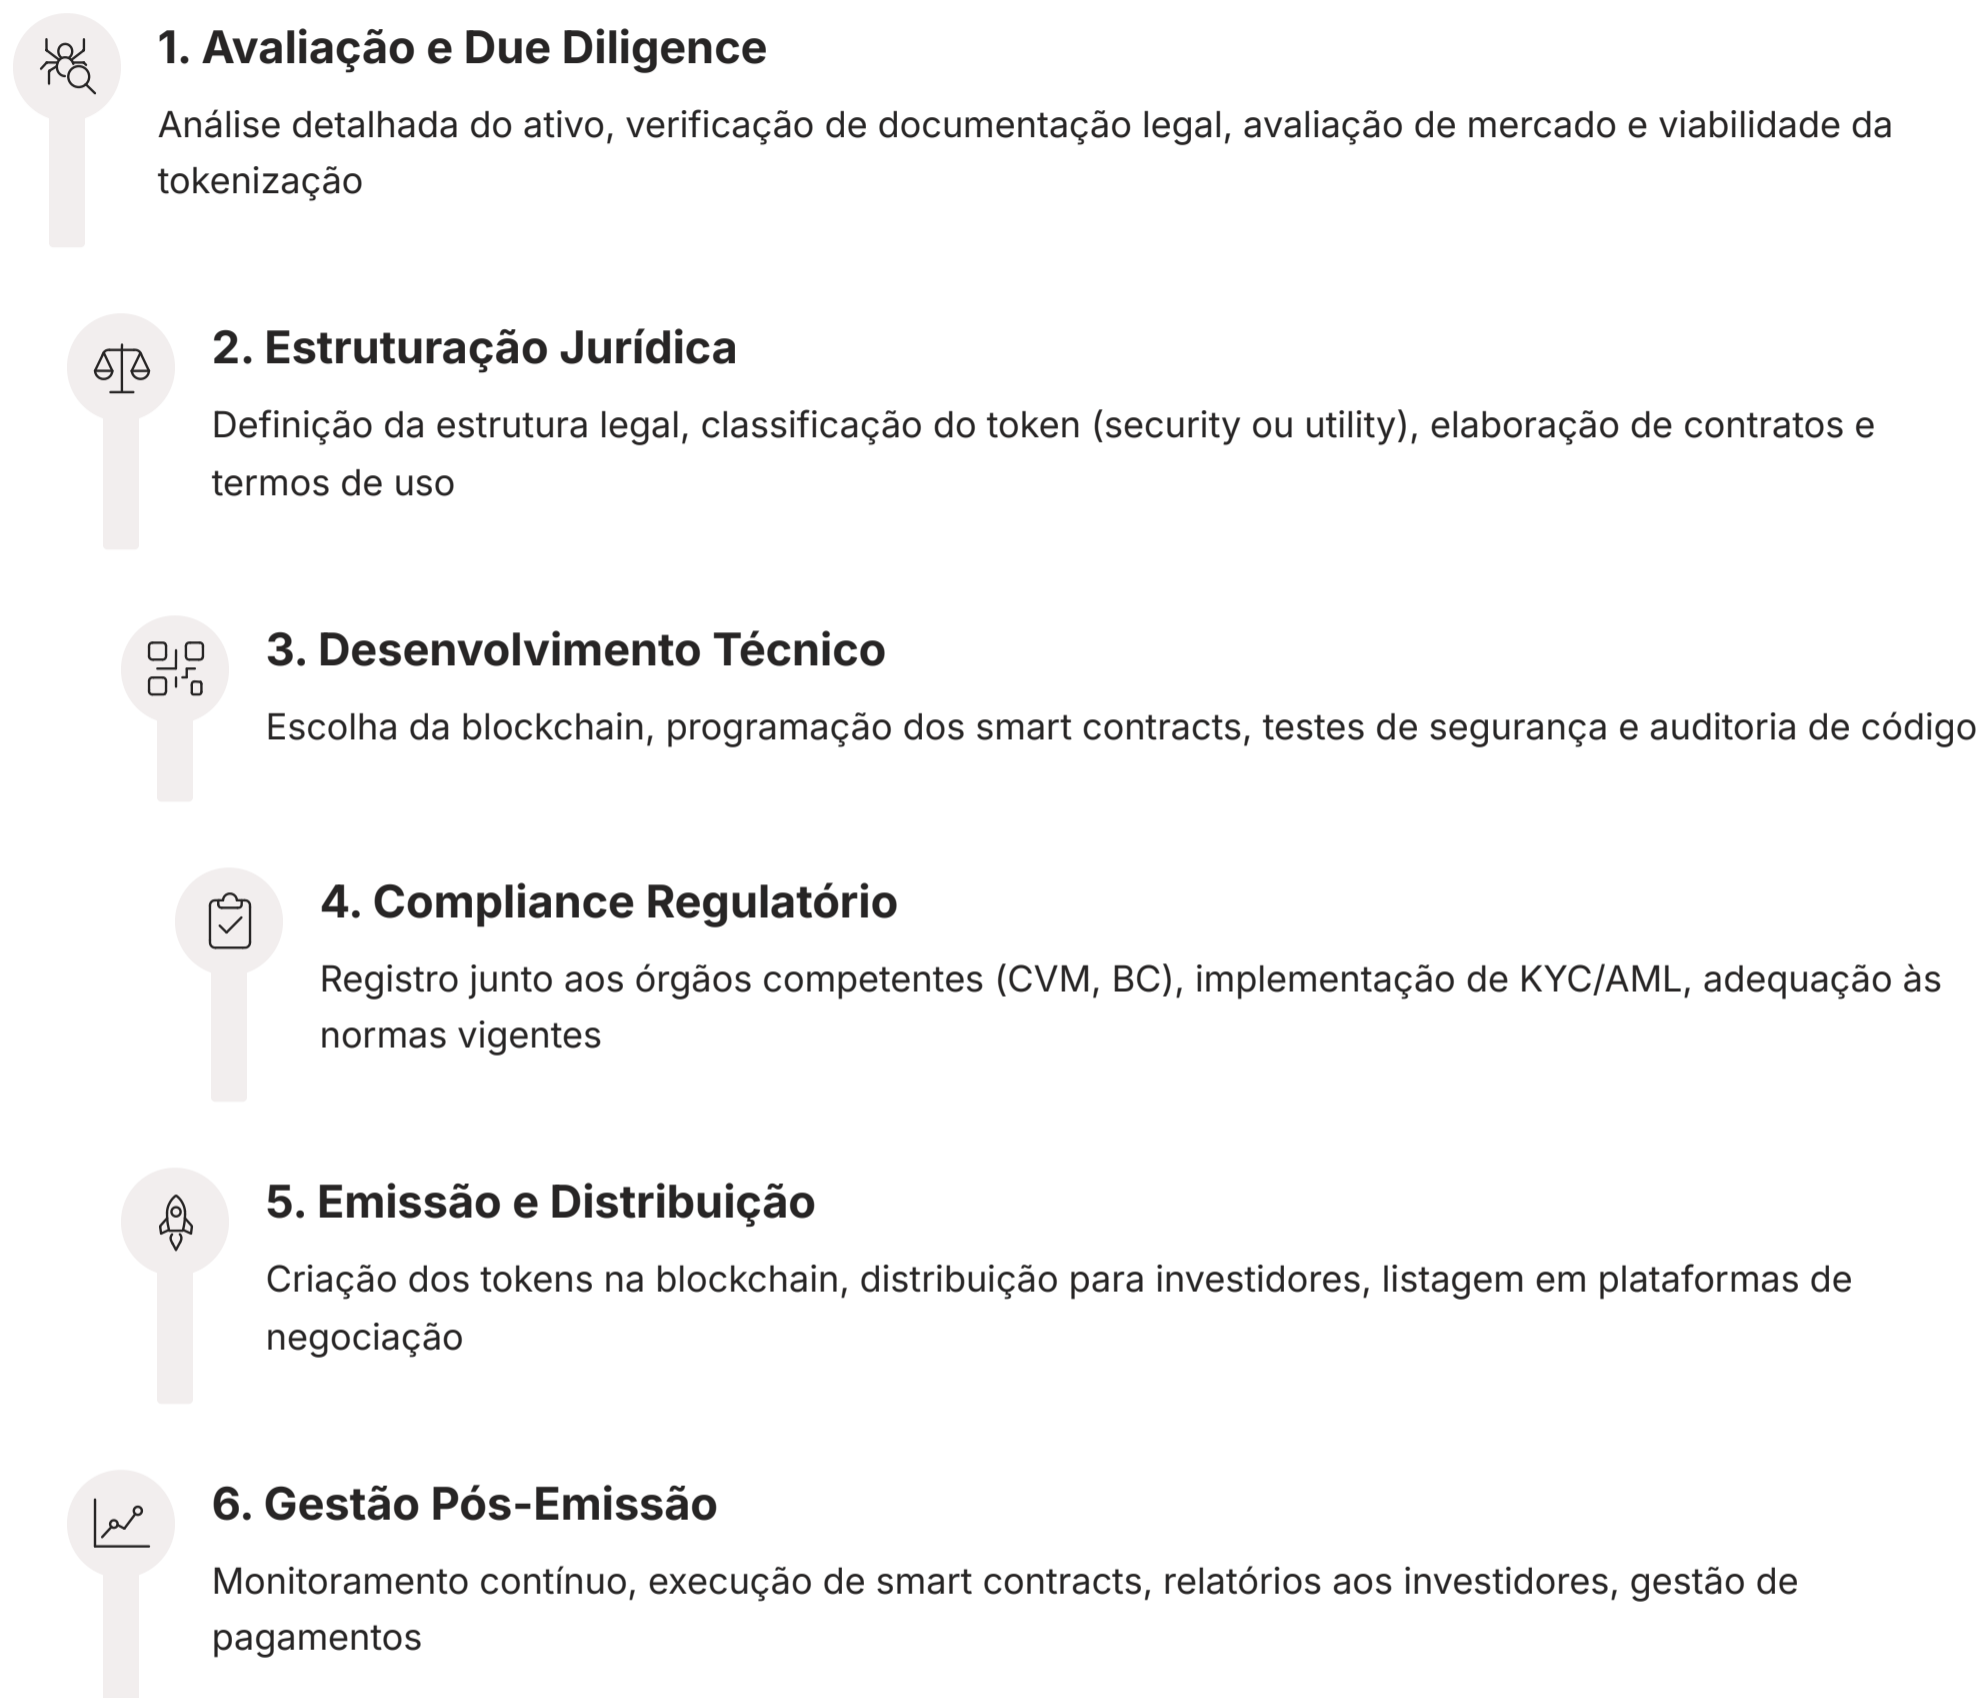 1. Avaliação e Due Diligence
Análise detalhada do ativo, verificação de documentação legal, avaliação de mercado e viabilidade da
tokenização
2. Estruturação Jurídica
Definição da estrutura legal, classificação do token (security ou utility), elaboração de contratos e
termos de uso
3. Desenvolvimento Técnico
Escolha da blockchain, programação dos smart contracts, testes de segurança e auditoria de código
4. Compliance Regulatório
Registro junto aos órgãos competentes (CVM, BC), implementação de KYC/AML, adequação às
normas vigentes
5. Emissão e Distribuição
Criação dos tokens na blockchain, distribuição para investidores, listagem em plataformas de
negociação
6. Gestão Pós-Emissão
Monitoramento contínuo, execução de smart contracts, relatórios aos investidores, gestão de
pagamentos